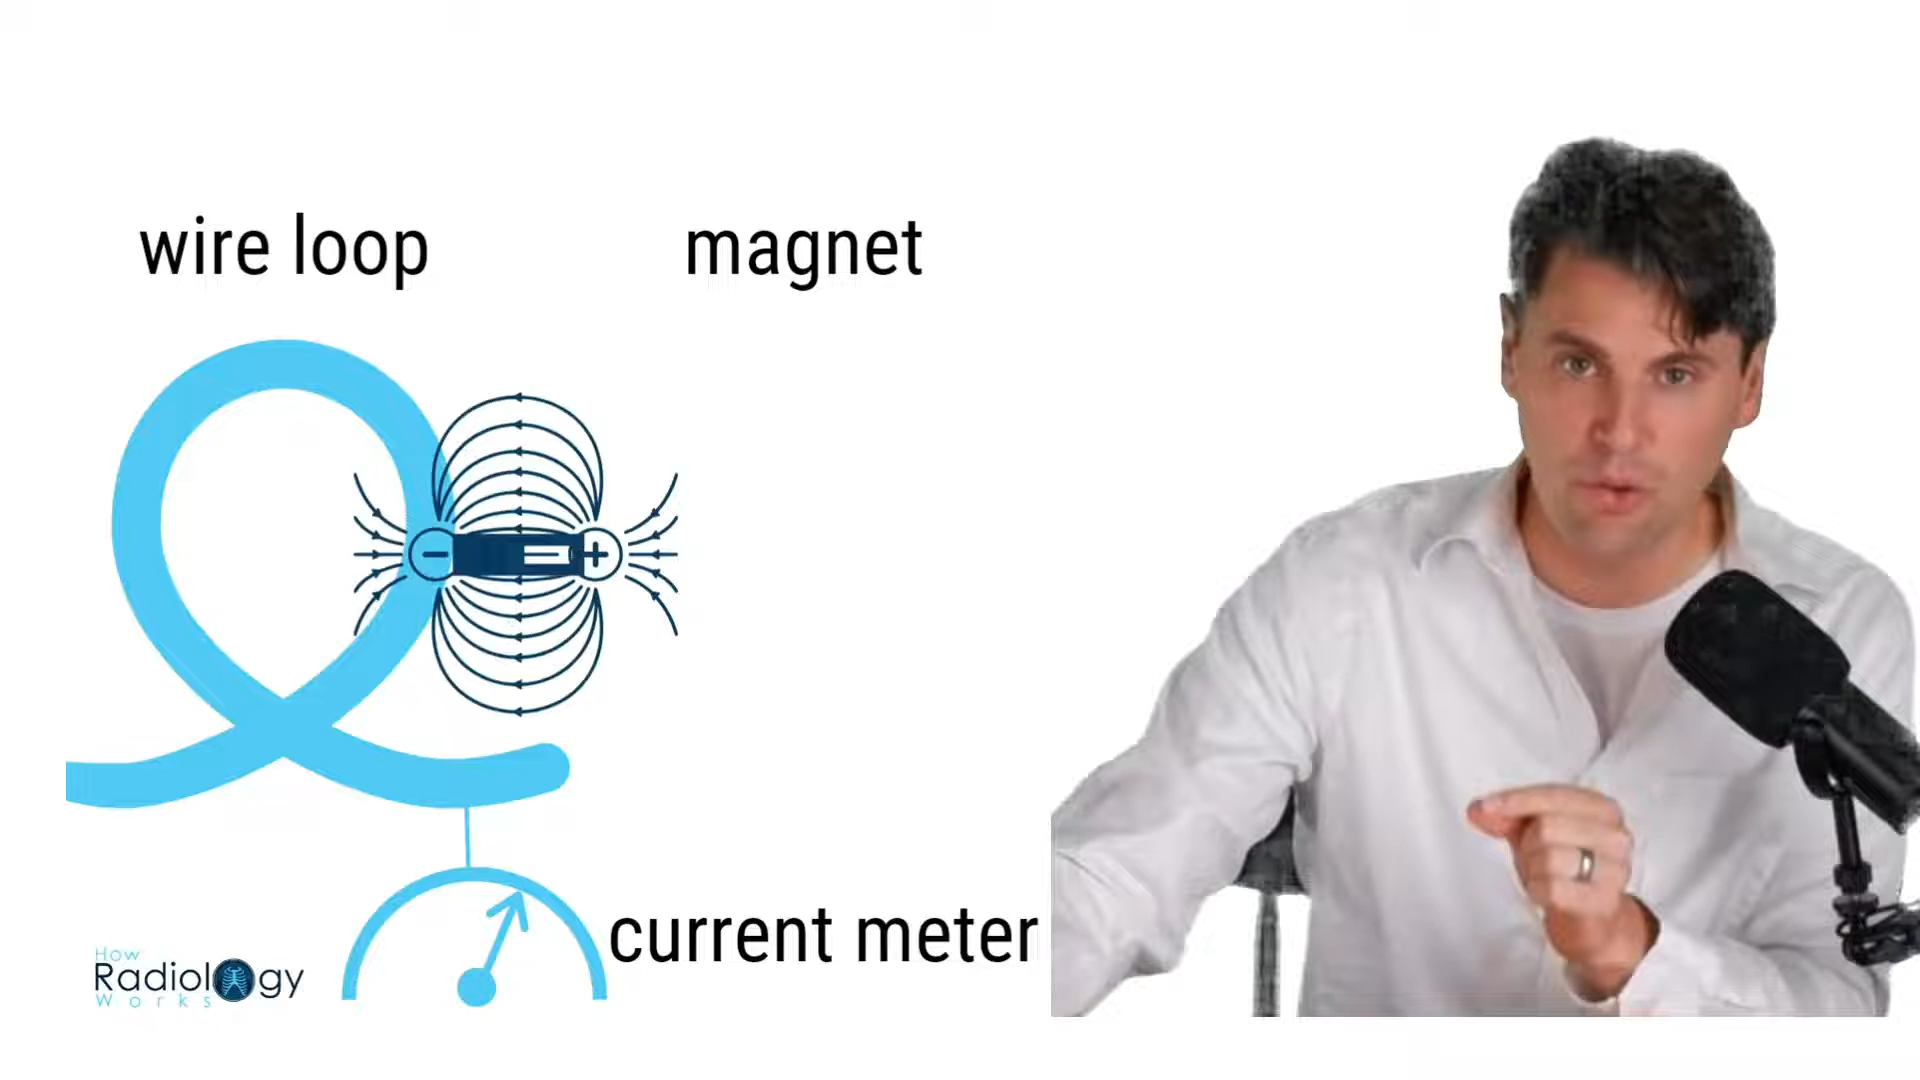 wire loop
magnet
current meter
How
Radiology
Works